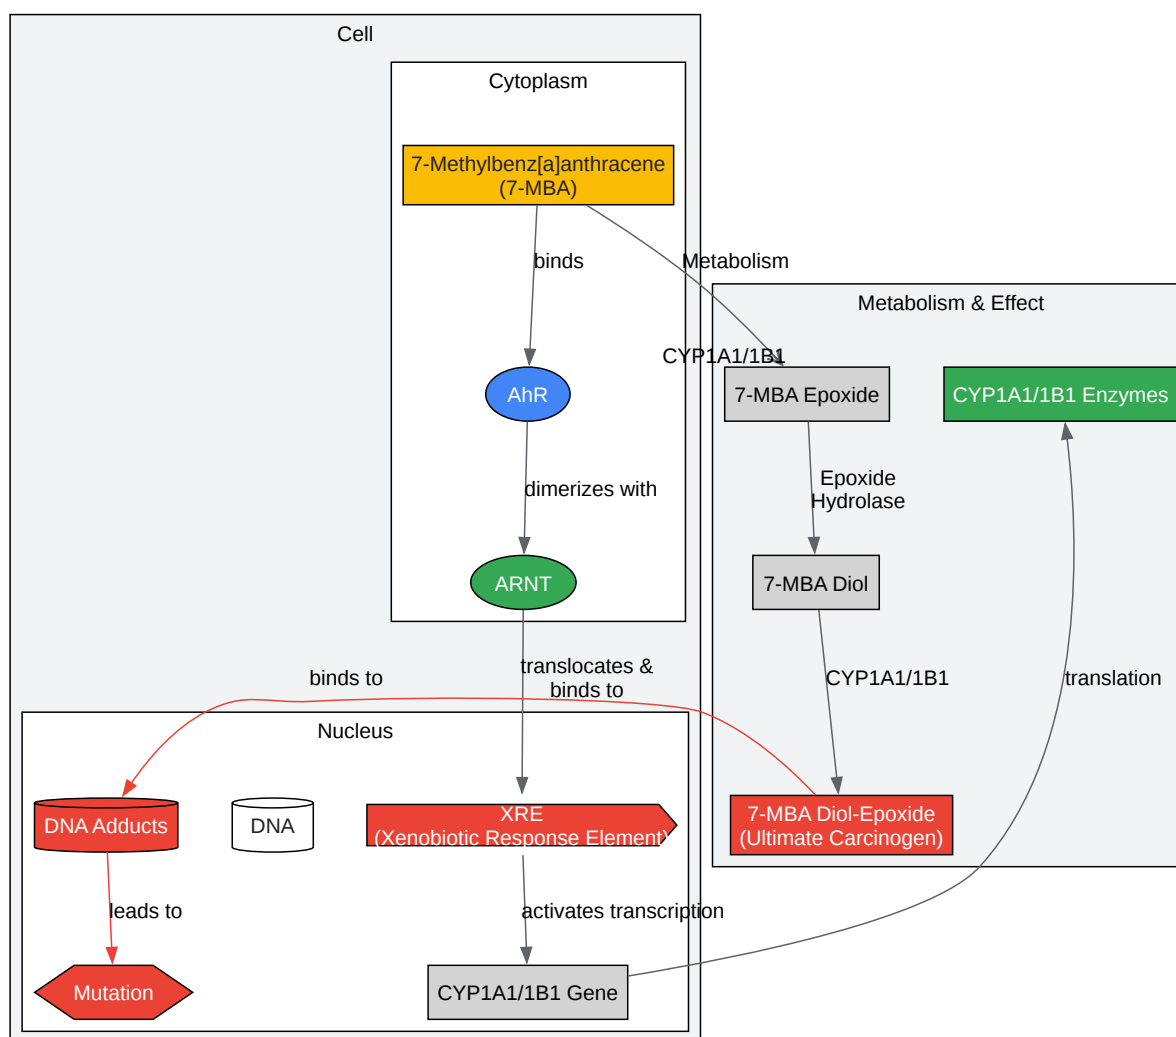 Cell
Cytoplasm
7-Methylbenz[a]anthracene
(7-MBA)
binds
Metabolism
Metabolism & Effect
CYP1A1/1B1
7-MBA Epoxide
CYP1A1/1B1 Enzymes
AhR
dimerizes with
Epoxide
Hydrolase
ARNT
7-MBA Diol
binds to
translocates &
binds to
CYP1A1/1B1
translation
Nucleus
DNA Adducts
DNA
XRE
(Xenobiotic Response Element)
7-MBA Diol-Epoxide
(Ultimate Carcinogen)
leads to
activates transcription
Mutation
CYP1A1/1B1 Gene